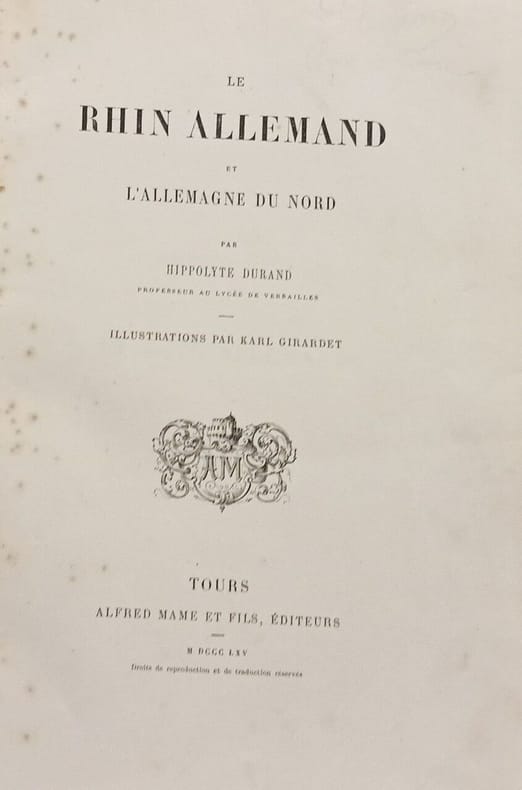 LE
RHIN ALLEMAND
ET
L'ALLEMAGNE DU NORD
PAR
HIPPOLYTE DURAND
PROFESSEUR AU LYCÉE DE VERSAILLES
ILLUSTRATIONS PAR KARL GIRARDET
AM
TOURS
ALFRED MAME ET FILS, ÉDITEURS
M DCCC LXV
Droits de reproduction et de traduction réservés